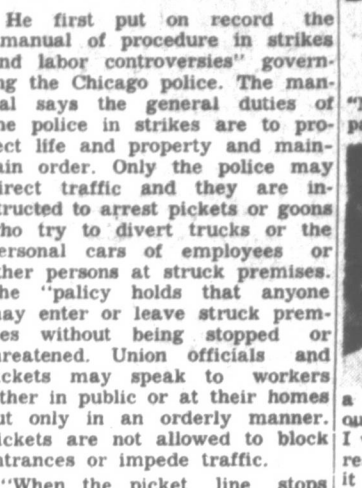 He first put on record the
manual of procedure in strikes
nd labor controversies" govern-
ng the Chicago police. The man-
al says the general duties of
he police in strikes are to pro-
ect life and property and main-
ain order. Only the police may
irect traffic and they are in-
tructed to arrest pickets or goons
ho try to divert trucks or the
ersonal cars of employees or
ther persons at struck premises.
he "palicy holds that anyone
ay enter or leave struck prem-
es without being stopped or
hreatened. Union officials and
ickets may speak to workers
ther in public or at their homes
ut only in an orderly manner.
ickets are not allowed to block
ntrances or impede traffic.
"When the picket line stops
a
ou
I
re
it